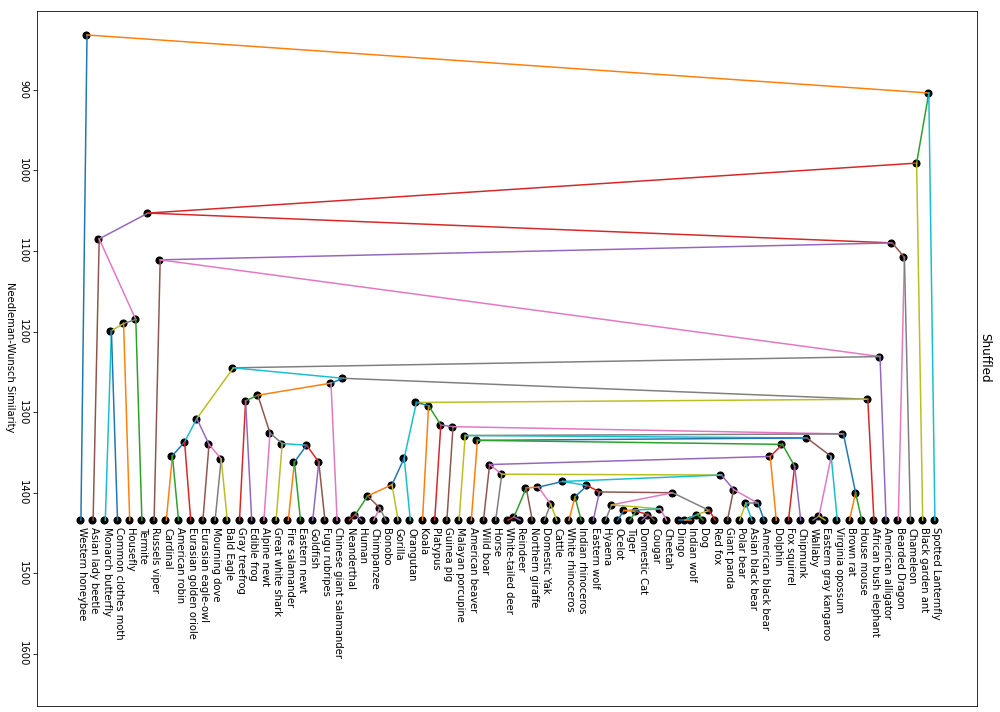 Shuffled
900
1000
1100
1200
1300
1400
1500
1600
Needleman-Wunsch Ssimilarity
Western honeybee
Asian lady beetle
Monarch butterfly
Common clothes moth
Housefly
Termite
Russels viper
Cardinal
American robin
Eurasian golden oriole
Eurasian eagle-owl
Mourning dove
Bald Eagle
Gray treefrog
Edible frog
Alpine newt
Great white shark
Fire salamander
Eastern newt
Goldfish
Fugu rubripes
Chinese giant salamander
Neanderthal
Human
Chimpanzee
Bonobo
Gorilla
Orangutan
Koala
Platypus
Guinea pig
Malayan porcupine
American beaver
Wild boar
Horse
White-tailed deer
Reindeer
Northern giraffe
Domestic Yak
Cattle
White rhinoceros
Indian rhinoceros
Eastern wolf
Hyaena
Ocelot
Tiger
Domestic Cat
Cougar
Cheetah
Dingo
Indian wolf
Dog
Red fox
Giant panda
Polar bear
Asian black bear
American black bear
Dolphin
Fox squirrel
Chipmunk
Wallaby
Eastern gray kangaroo
Virginia opossum
Brown rat
House mouse
African bush elephant
American alligator
Bearded Dragon
Chameleon
Black garden ant
Spotted Lanternfly